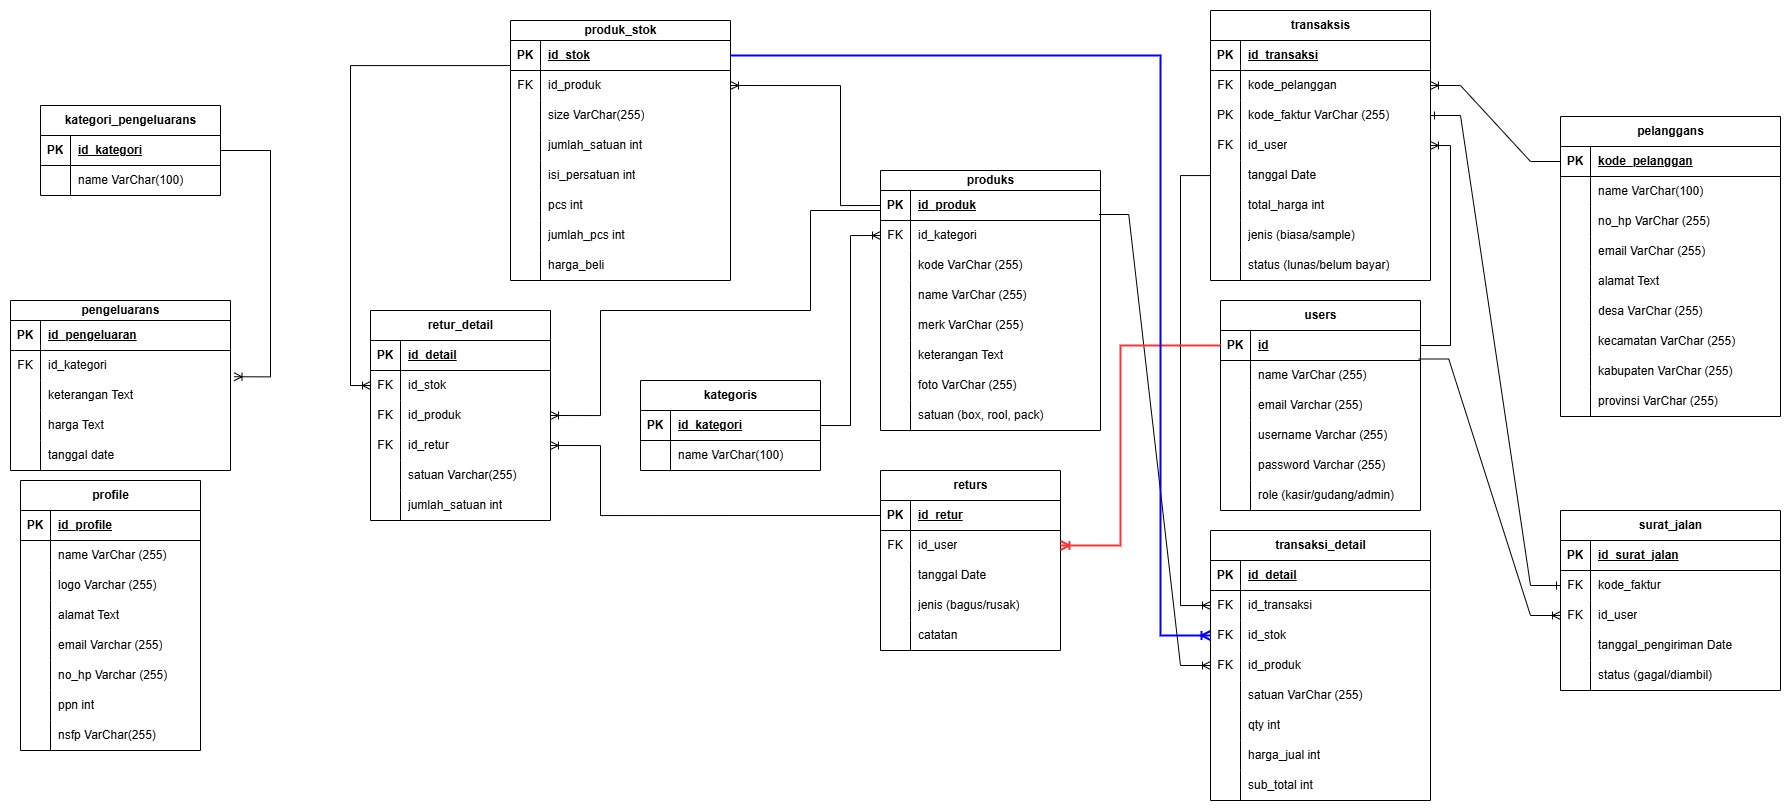 kategori_pengeluarans
PK id_kategori
name VarChar(100)
pengeluarans
PK id_pengeluaran
FK id_kategori
keterangan Text
harga Text
tanggal date
profile
PK id_profile
name VarChar (255)
logo Varchar (255)
alamat Text
email Varchar (255)
no_hp Varchar (255)
ppn int
nsfp VarChar(255)
produk_stok
PK id_stok
FK id_produk
size VarChar(255)
jumlah_satuan int
isi_persatuan int
pcs int
jumlah_pcs int
harga_beli
retur_detail
PK id_detail
FK id_stok
FK id_produk
FK id_retur
satuan Varchar(255)
jumlah_satuan int
kategoris
PK id_kategori
name VarChar(100)
produks
PK id_produk
FK id_kategori
kode VarChar (255)
name VarChar (255)
merk VarChar (255)
keterangan Text
foto VarChar (255)
satuan (box, rool, pack)
returs
PK id_retur
FK id_user
tanggal Date
jenis (bagus/rusak)
catatan
transaksis
PK id_transaksi
FK kode_pelanggan
PK kode_faktur VarChar (255)
FK id_user
tanggal Date
total_harga int
jenis (biasa/sample)
status (lunas/belum bayar)
users
PK id
name VarChar (255)
email Varchar (255)
username Varchar (255)
password Varchar (255)
role (kasir/gudang/admin)
transaksi_detail
PK id_detail
FK id_transaksi
FK id_stok
FK id_produk
satuan VarChar (255)
qty int
harga_jual int
sub_total int
pelanggans
PK kode_pelanggan
name VarChar(100)
no_hp VarChar (255)
email VarChar (255)
alamat Text
desa VarChar (255)
kecamatan VarChar (255)
kabupaten VarChar (255)
provinsi VarChar (255)
surat_jalan
PK id_surat_jalan
FK kode_faktur
FK id_user
tanggal_pengiriman Date
status (gagal/diambil)